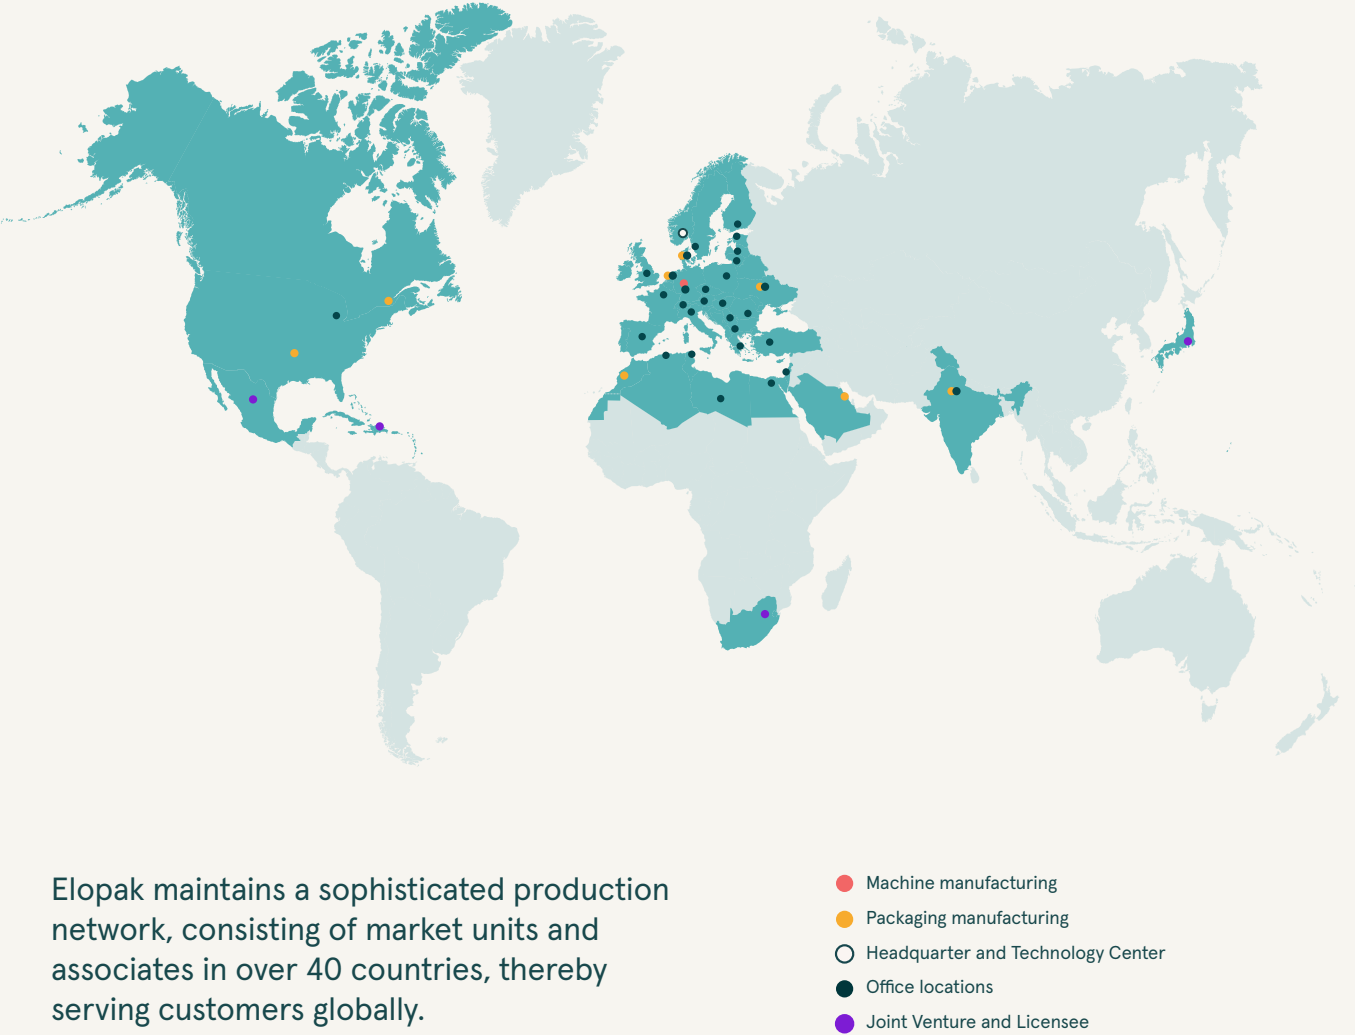 Elopak maintains a sophisticated production
network, consisting of market units and
associates in over 40 countries, thereby
serving customers globally.
Machine manufacturing
Packaging manufacturing
Headquarter and Technology Center
Office locations
Joint Venture and Licensee